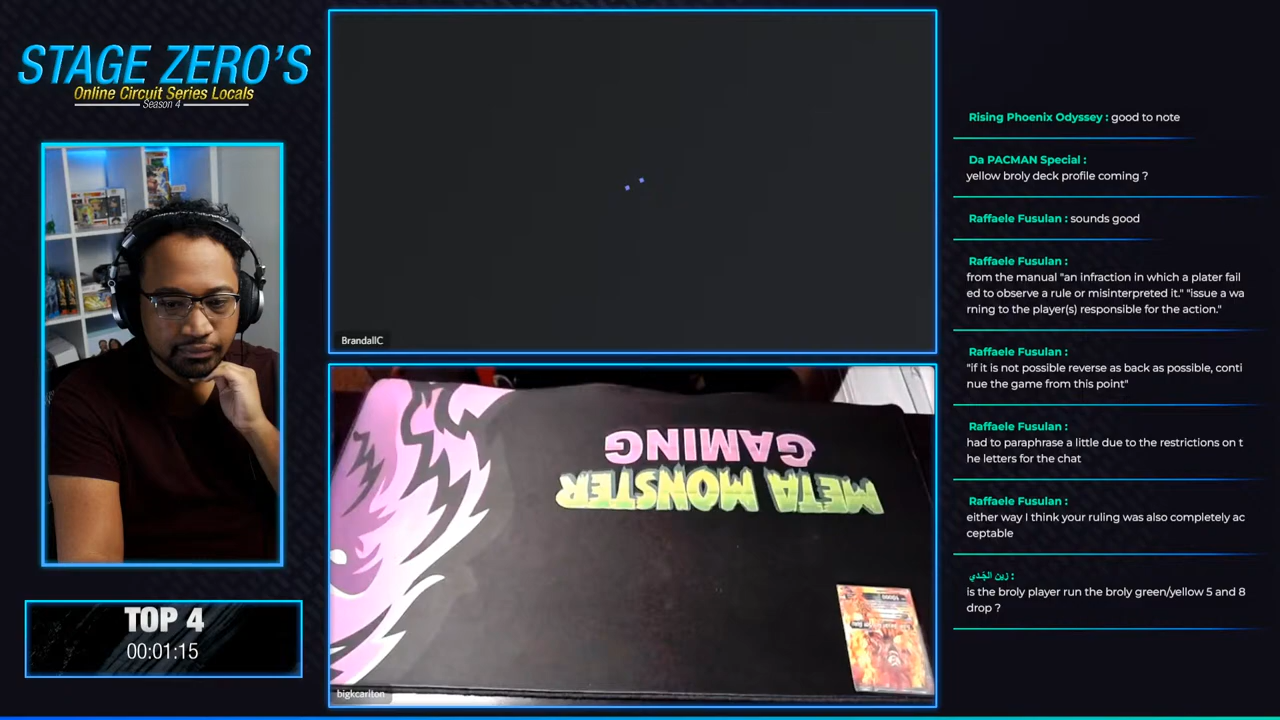 STAGE ZERO'S
Online Circuit Series Locals
Season 4
TOP 4
00:01:15
BrandallC
GAMING
META MONSTER
bigkcarlton
Rising Phoenix Odyssey : good to note
Da PACMAN Special :
yellow broly deck profile coming ?
Raffaele Fusulan : sounds good
Raffaele Fusulan :
from the manual "an infraction in which a plater fail
ed to observe a rule or misinterpreted it." "issue a wa
rning to the player(s) responsible for the action."
Raffaele Fusulan :
"if it is not possible reverse as back as possible, conti
nue the game from this point"
Raffaele Fusulan :
had to paraphrase a little due to the restrictions on t
he letters for the chat
Raffaele Fusulan :
either way I think your ruling was also completely ac
ceptable
زين الجَـدي :
is the broly player run the broly green/yellow 5 and 8
drop ?